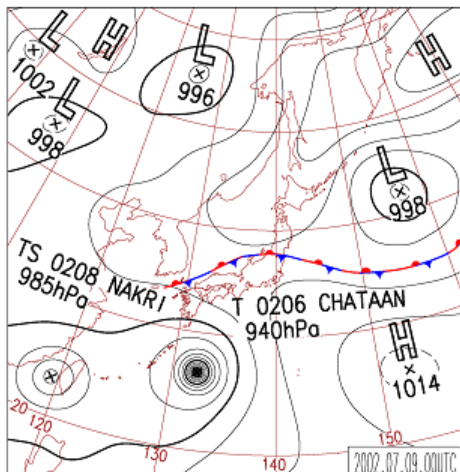 L
1002
H
L
996
H
L
998
L
998
TS 0208 NAKRI
985hPa
T 0206 CHATAAN
940hPa
H
1014
20
120
130
140
150
2002.07.09.00UTC